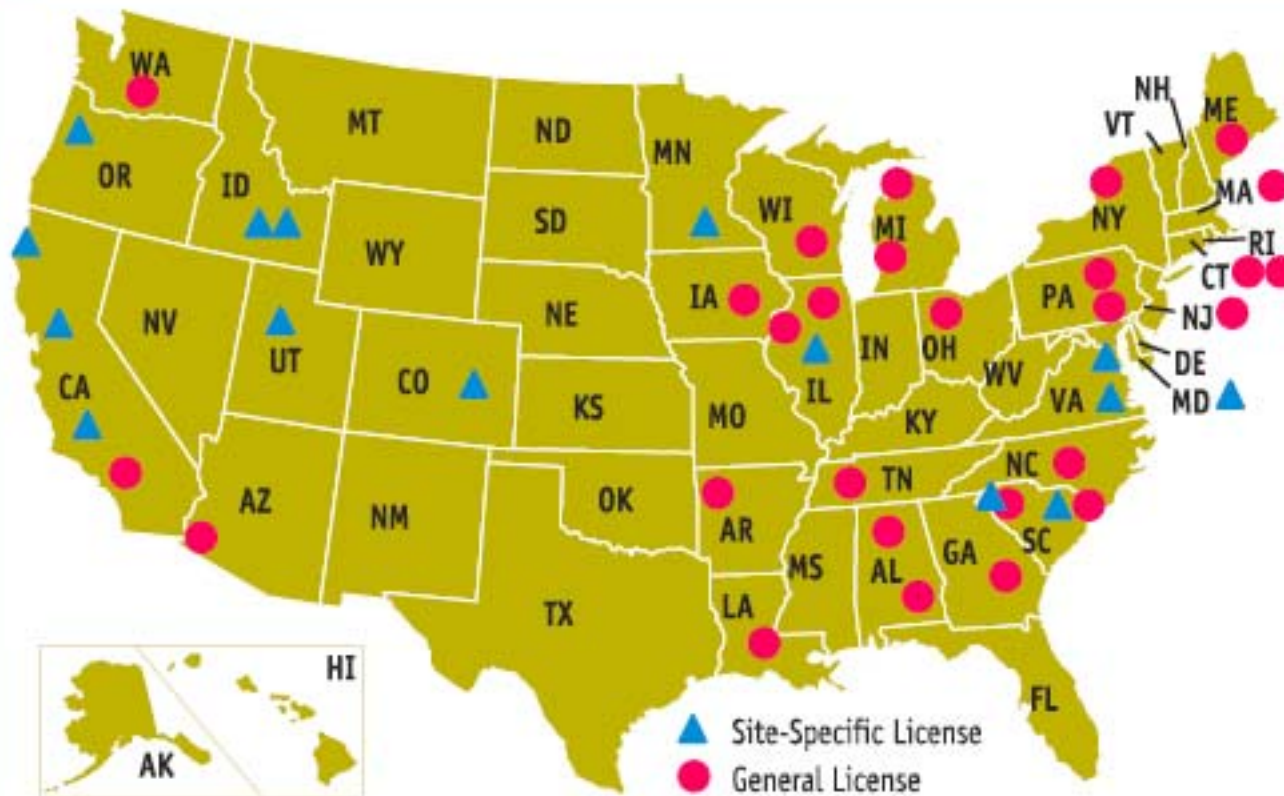 WA
MT
ND
MN
OR
ID
SD
WY
WI
MI
NH
VT
ME
MA
NY
RI
CT
NV
UT
CO
NE
IA
IL
IN
OH
PA
NJ
DE
MD
WV
VA
CA
KS
MO
KY
AZ
NM
OK
AR
TN
NC
SC
TX
LA
MS
AL
GA
FL
HI
AK
Site-Specific License
General License